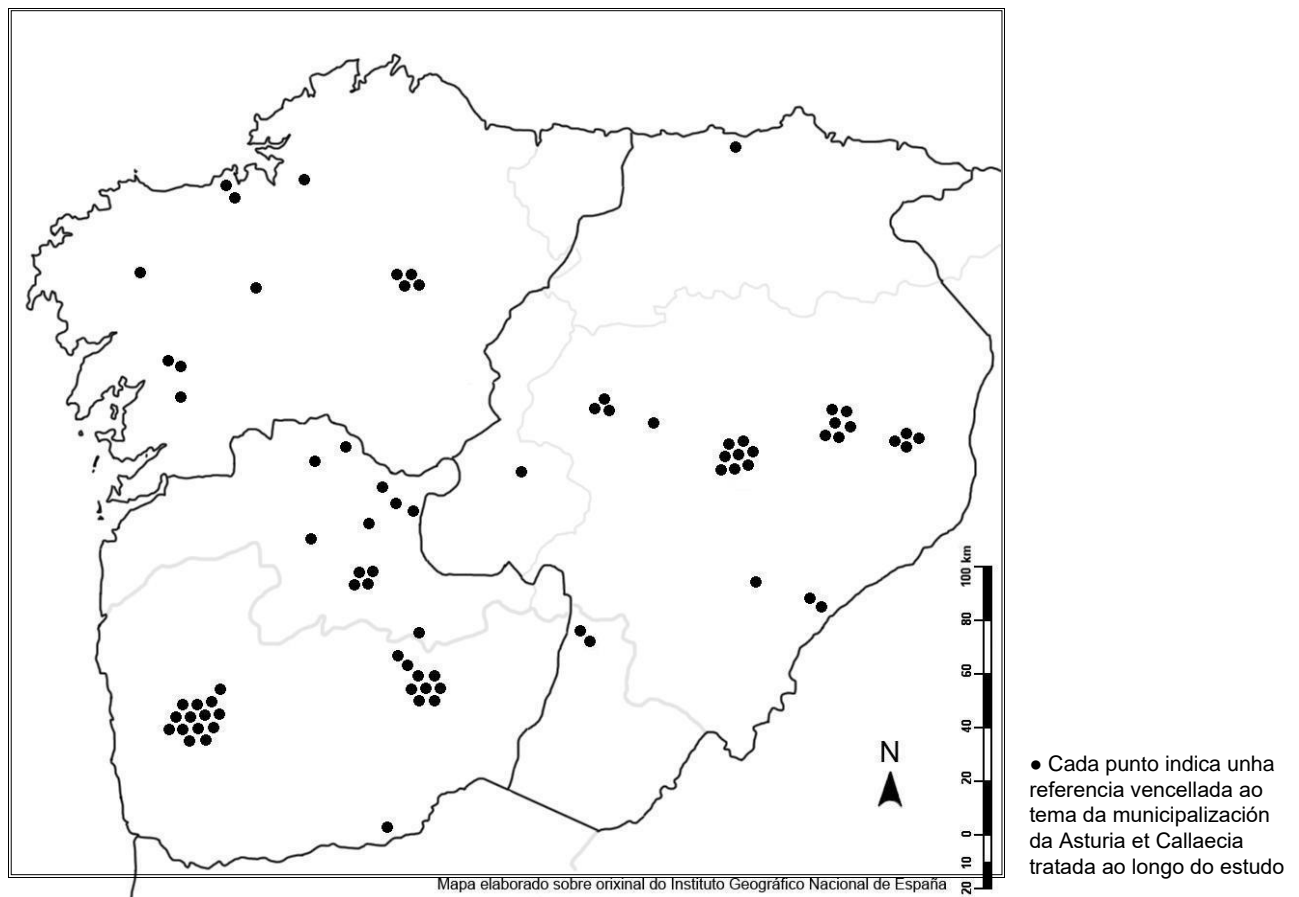 100 km
80
60
40
20
0
10
20
N
● Cada punto indica unha
referencia vencellada ao
tema da municipalización
da Asturia et Callaecia
tratada ao longo do estudo
Mapa elaborado sobre orixinal do Instituto Geográfico Nacional de España